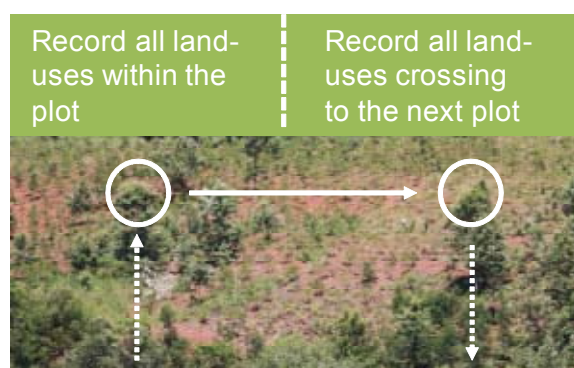 Record all land-
uses within the
plot
Record all land-
uses crossing
to the next plot